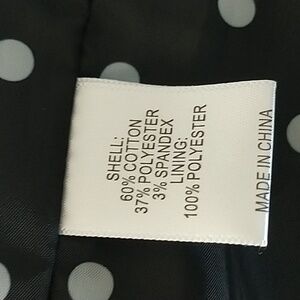 SHELL:
60% COTTON
37% POLYESTER
3% SPANDEX
LINING:
100% POLYESTER
MADE IN CHINA